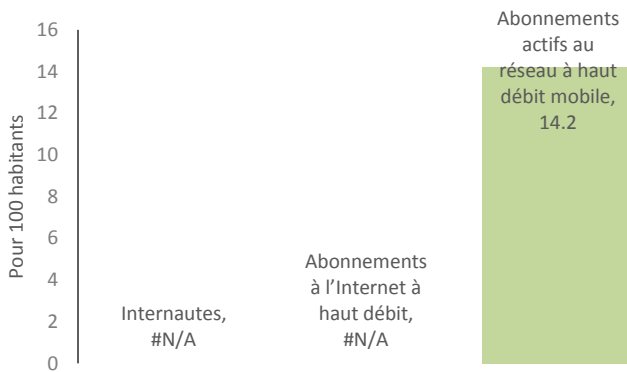 Pour 100 habitants
16
14
12
10
8
6
4
2
0
Internautes,
#N/A
Abonnements
à l’Internet à
haut débit,
#N/A
Abonnements
actifs au
réseau à haut
débit mobile,
14.2